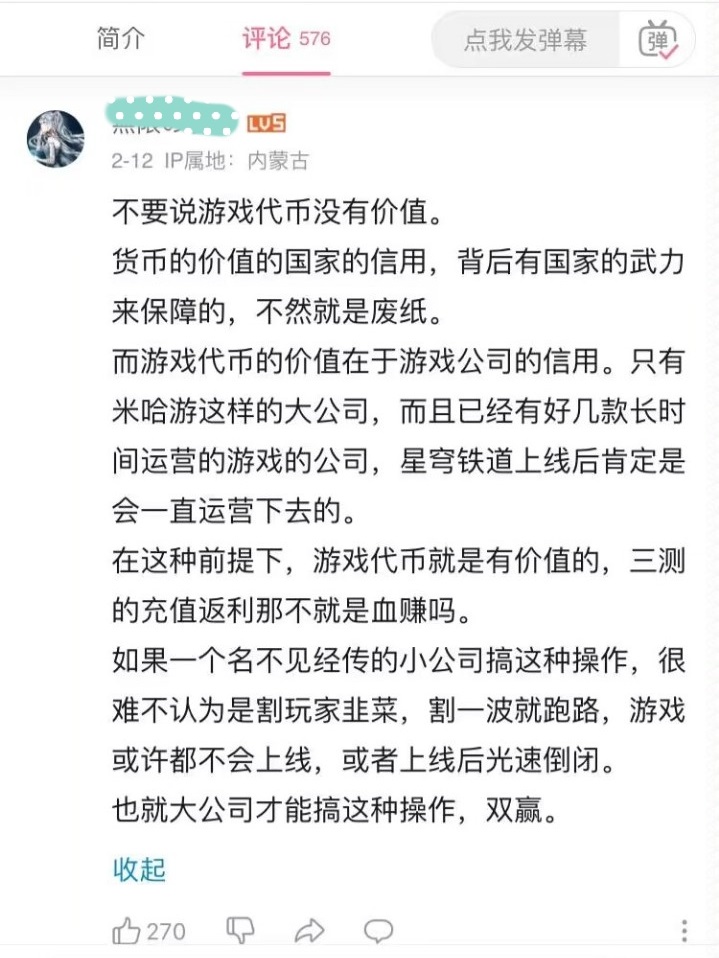 简介
评论 576
点我发弹幕
弹
LV5
2-12 IP属地：内蒙古
不要说游戏代币没有价值。
货币的价值的国家的信用，背后有国家的武力
来保障的，不然就是废纸。
而游戏代币的价值在于游戏公司的信用。只有
米哈游这样的大公司，而且已经有好几款长时
间运营的游戏的公司，星穹铁道上线后肯定是
会一直运营下去的。
在这种前提下，游戏代币就是有价值的，三测
的充值返利那不就是血赚吗。
如果一个名不见经传的小公司搞这种操作，很
难不认为是割玩家韭菜，割一波就跑路，游戏
或许都不会上线，或者上线后光速倒闭。
也就大公司才能搞这种操作，双赢。
收起
270